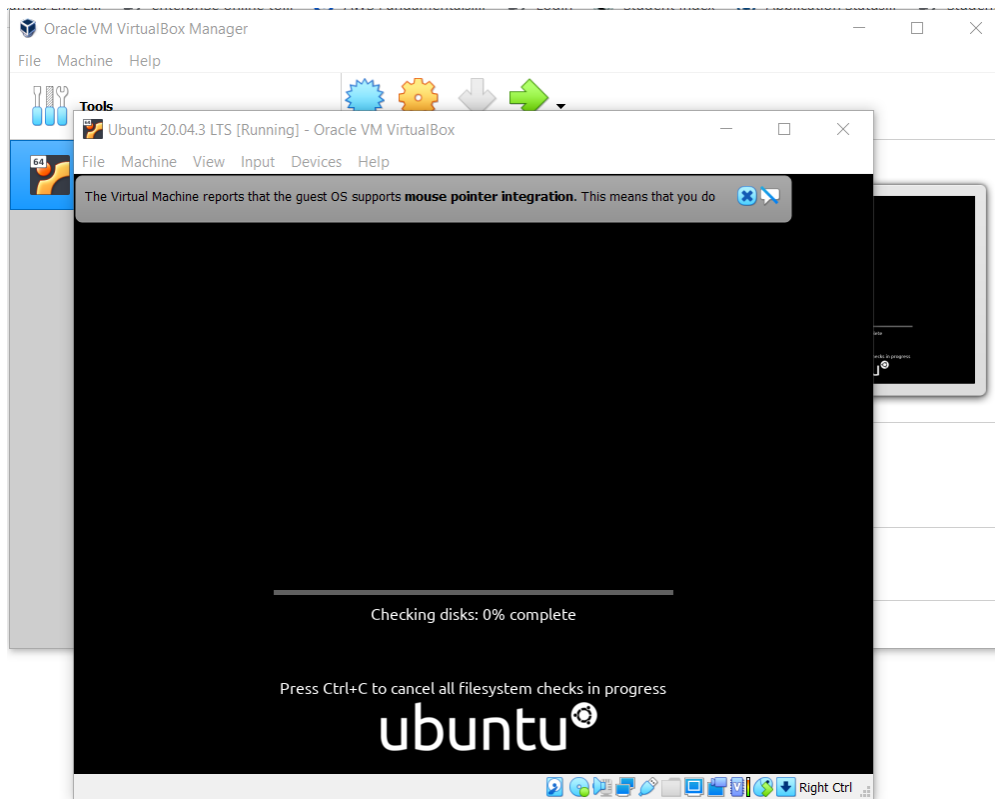 Oracle VM VirtualBox Manager
File Machine Help
Tools
64
Ubuntu 20.04.3 LTS [Running] - Oracle VM VirtualBox
File Machine View Input Devices Help
The Virtual Machine reports that the guest OS supports mouse pointer integration. This means that you do
Checking disks: 0% complete
Press Ctrl+C to cancel all filesystem checks in progress
ubuntu
Right Ctrl